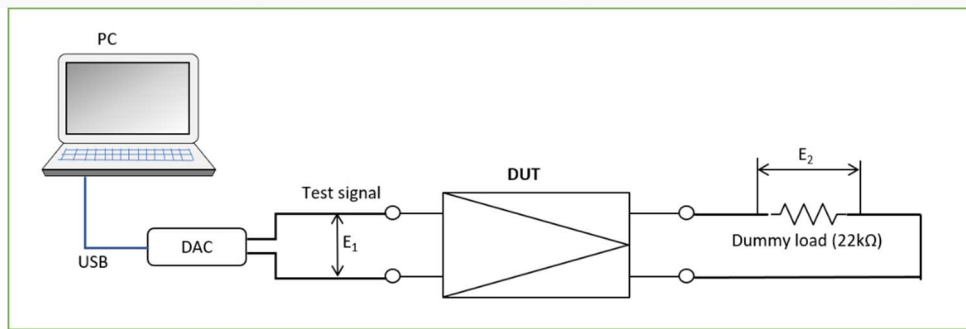 PC
Test signal
DUT
E2
E1
DAC
USB
Dummy load (22kΩ)